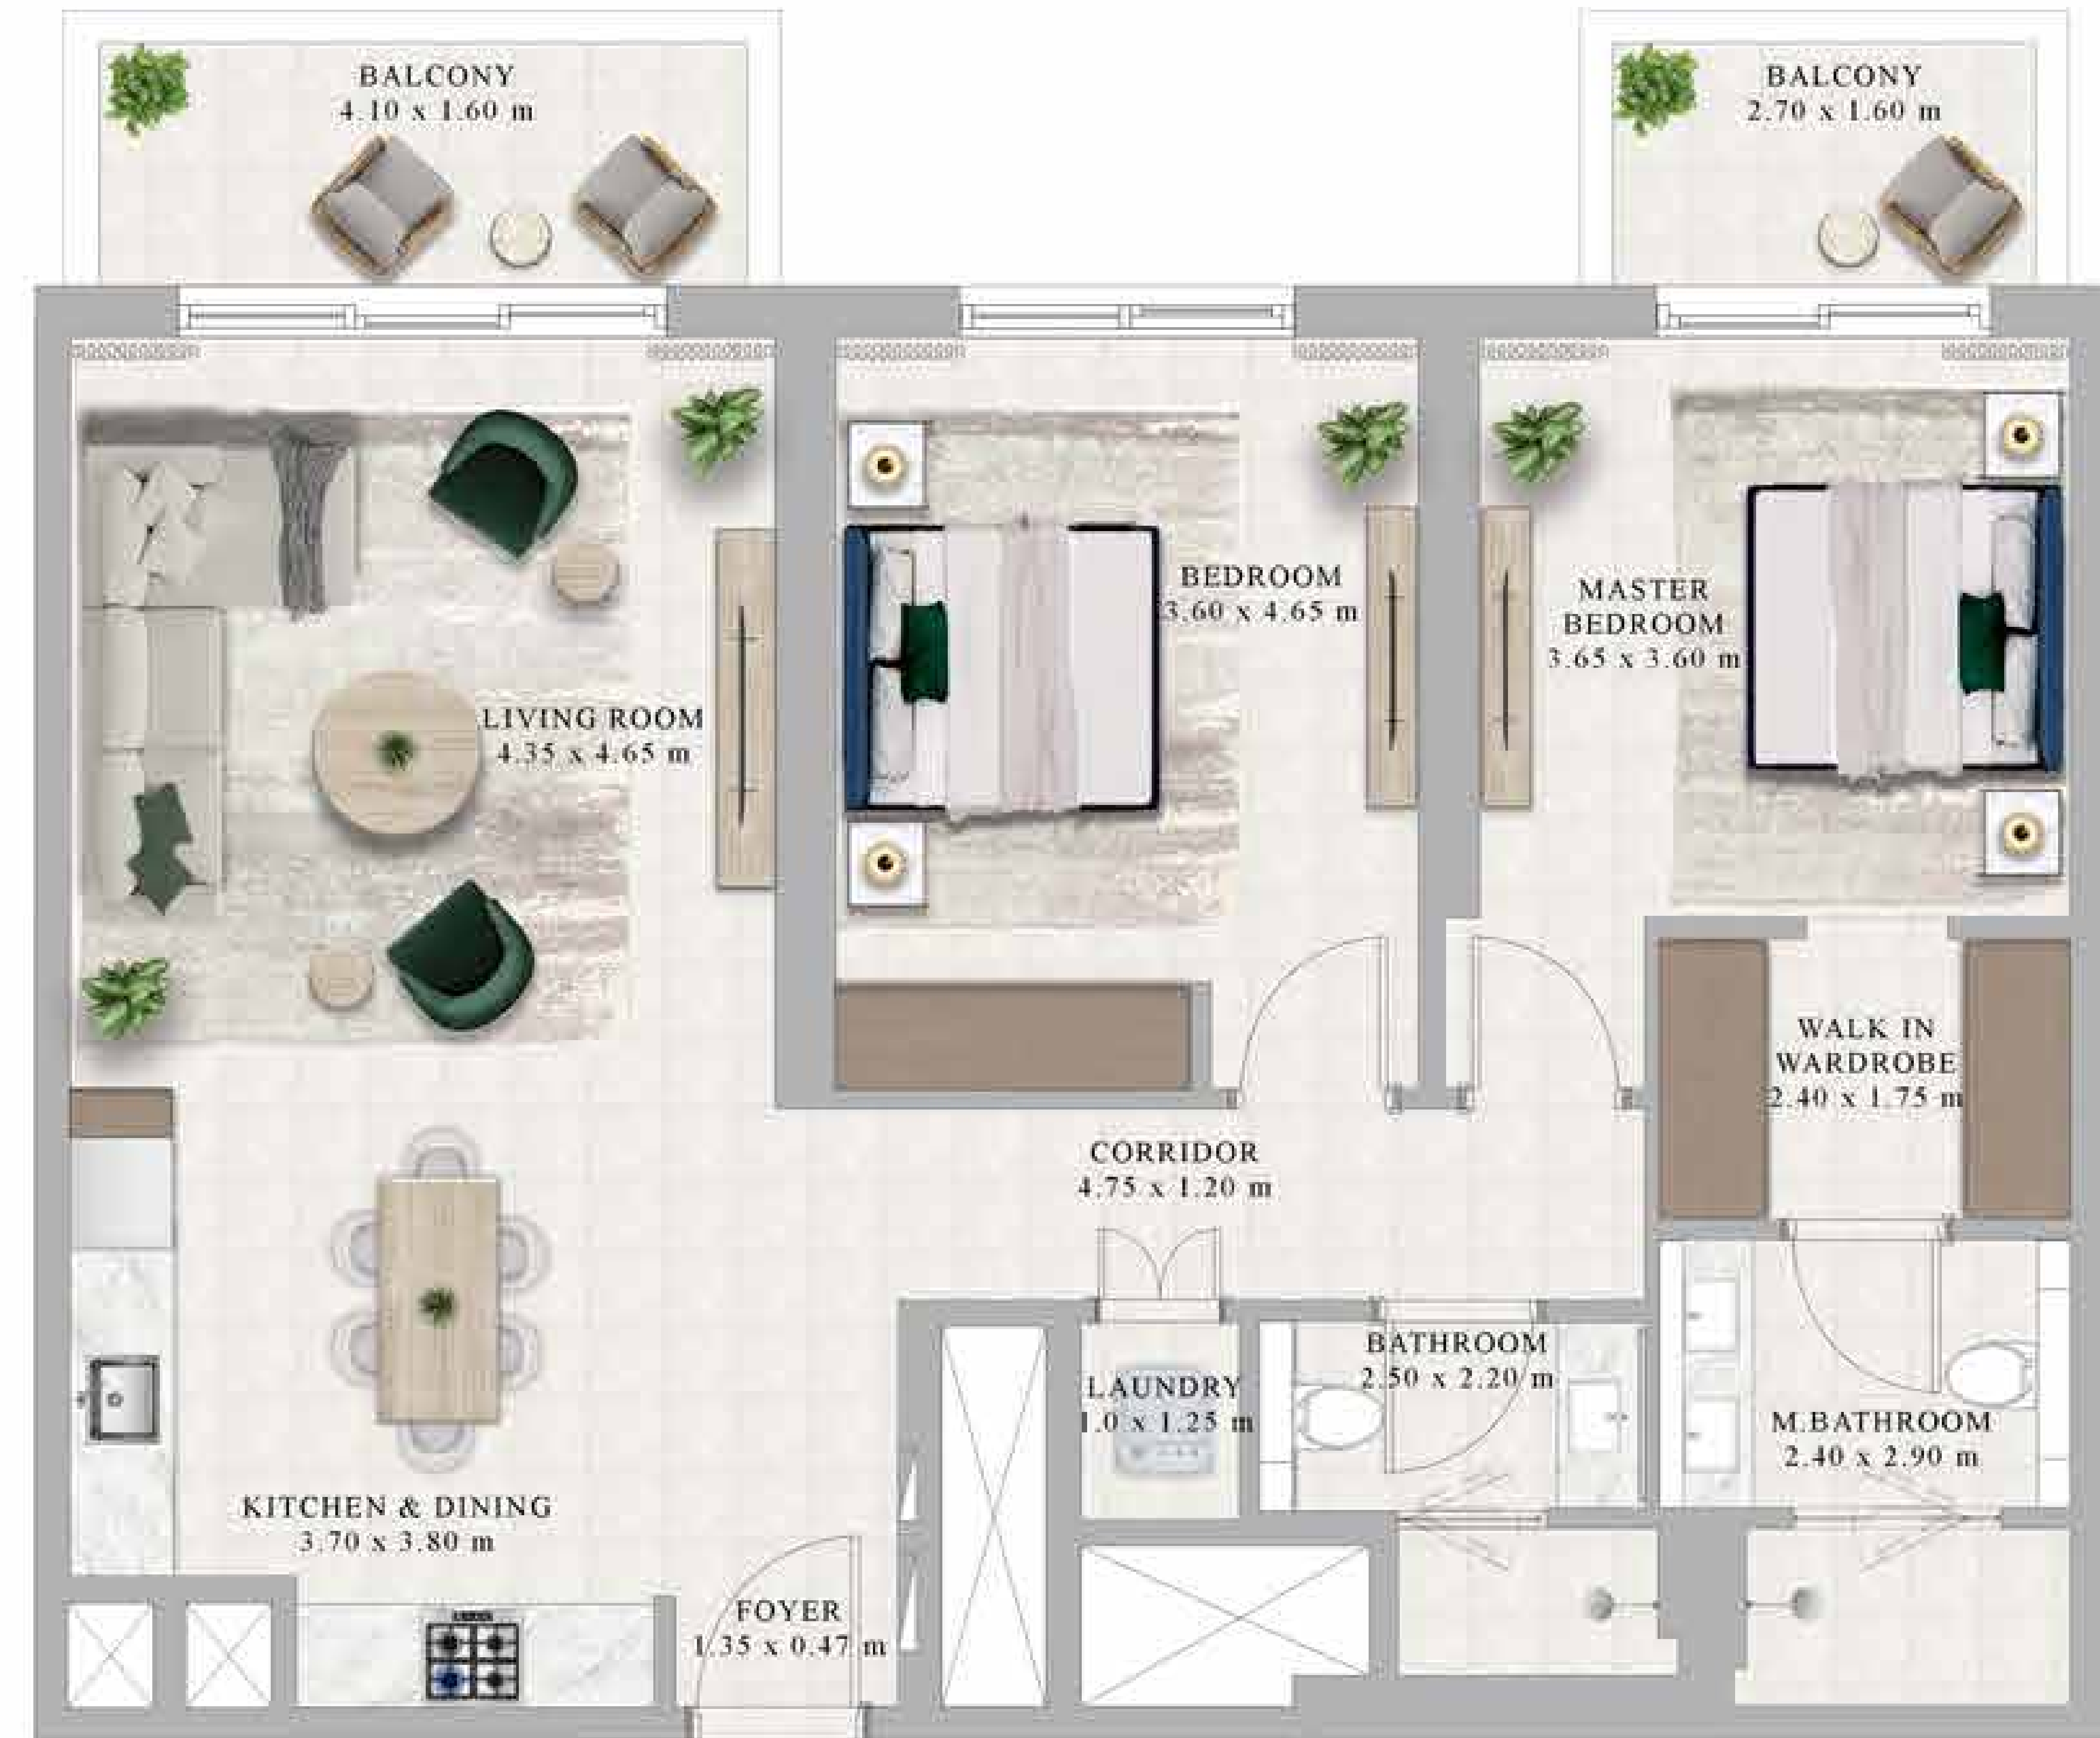 BALCONY
4.10 x 1.60 m
BALCONY
2.70 x 1.60 m
BEDROOM
3.60 x 4.65 m
MASTER
BEDROOM
3.65 x 3.60 m
LIVING ROOM
4.35 x 4.65 m
WALK IN
WARDROBE
2.40 x 1.75 m
CORRIDOR
4.75 x 1.20 m
BATHROOM
2.50 x 2.20 m
LAUNDRY
1.0 x 1.25 m
M.BATHROOM
2.40 x 2.90 m
KITCHEN & DINING
3.70 x 3.80 m
FOYER
1.35 x 0.47 m